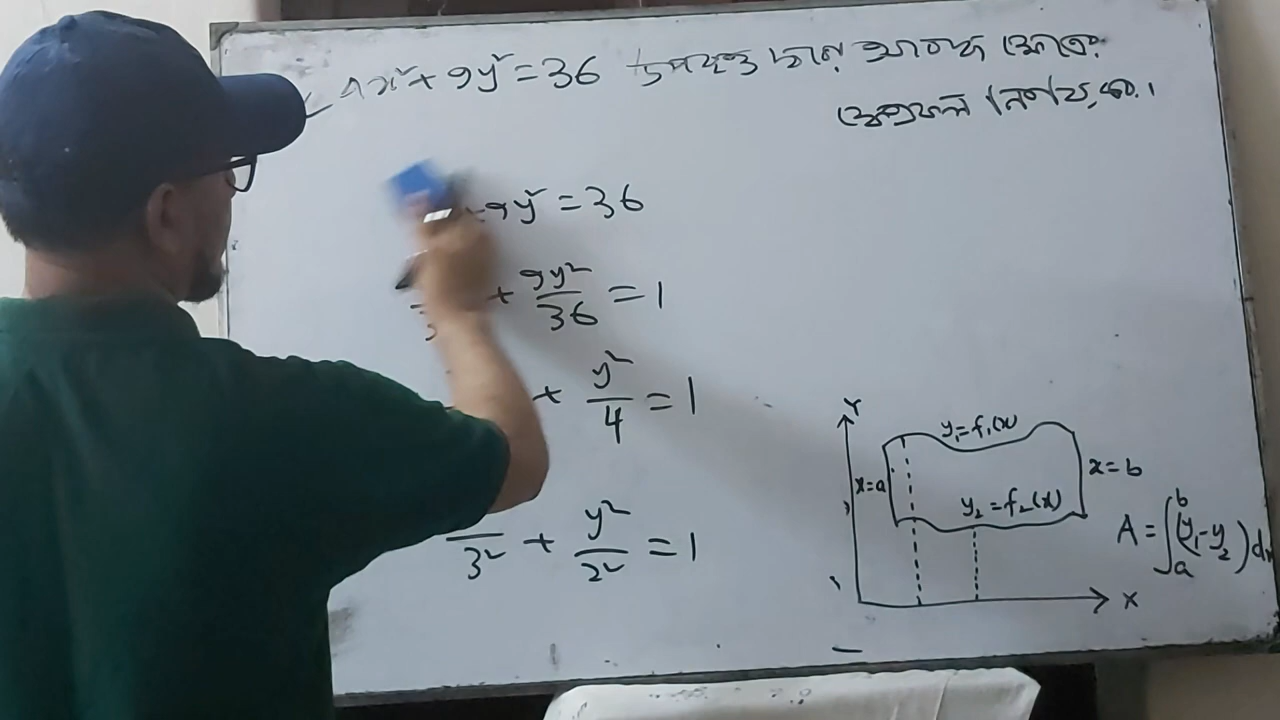 4x²+9y²=36 উপবৃত্ত দ্বারা আবদ্ধ ক্ষেত্রের
ক্ষেত্রফল নির্ণয় কর।
9y²=36
+ 9y²/36 = 1
+ y²/4 = 1
3² + y²/2² = 1
Y
y₁=f₁(x)
x=a
x=b
y₂=f₂(x)
A=∫ₐᵇ(y₁-y₂)dx
X